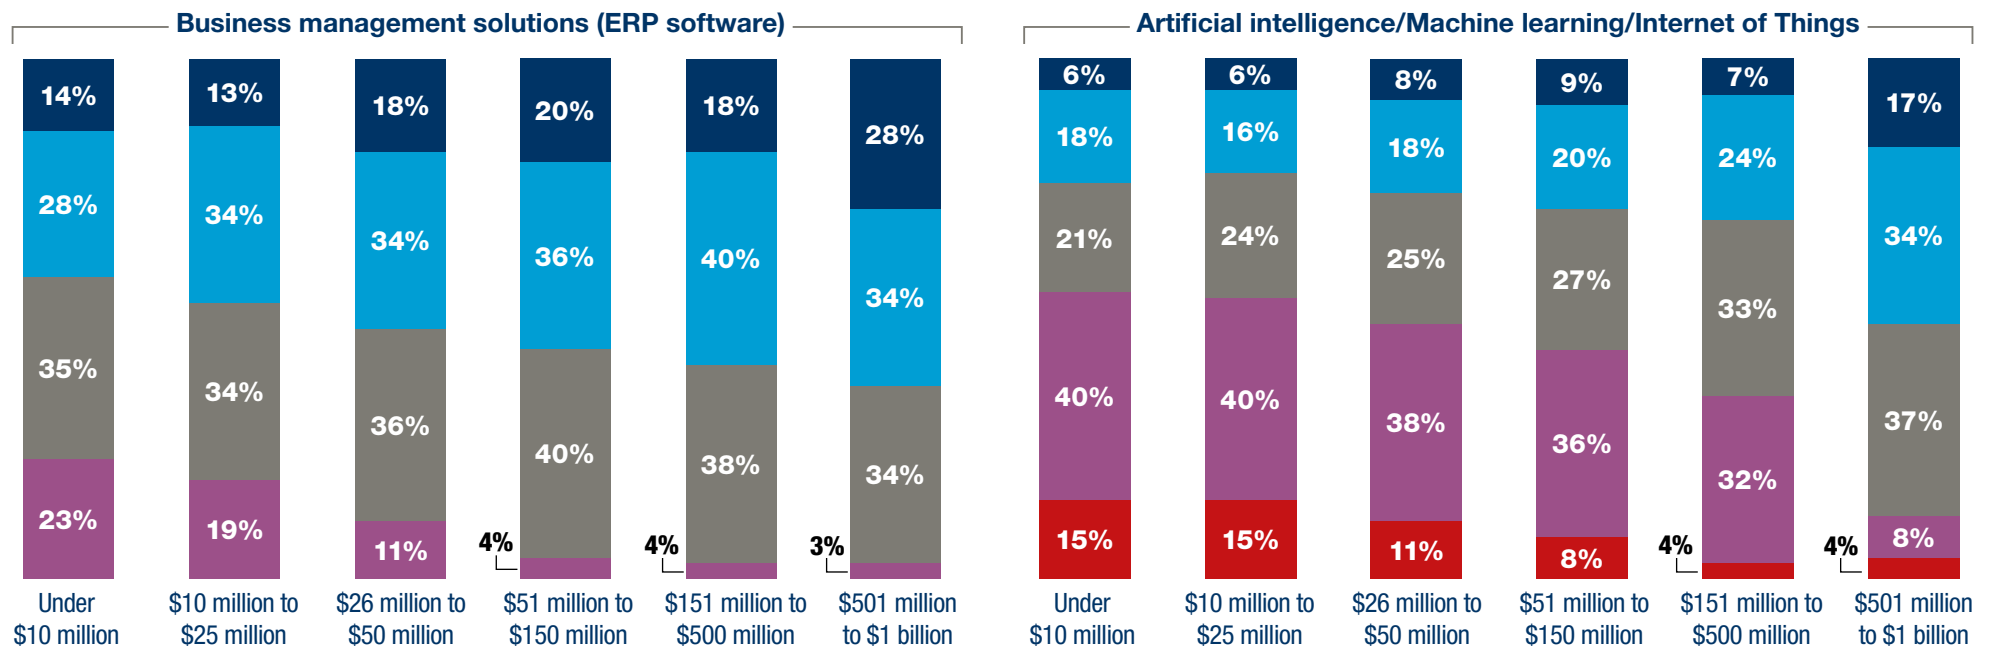 Business management solutions (ERP software)
14%
28%
35%
23%
13%
34%
34%
19%
18%
34%
36%
11%
20%
36%
40%
4%
18%
40%
38%
4%
28%
34%
34%
3%
Under
$10 million
$10 million to
$25 million
$26 million to
$50 million
$51 million to
$150 million
$151 million to
$500 million
$501 million
to $1 billion
Artificial intelligence/Machine learning/Internet of Things
6%
18%
21%
40%
15%
6%
16%
24%
40%
15%
8%
18%
25%
38%
11%
9%
20%
27%
36%
8%
7%
24%
33%
32%
4%
17%
34%
37%
8%
4%
Under
$10 million
$10 million to
$25 million
$26 million to
$50 million
$51 million to
$150 million
$151 million to
$500 million
$501 million
to $1 billion